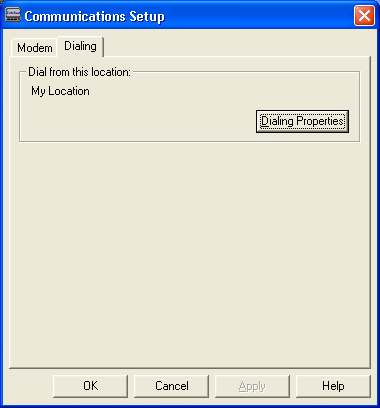 Communications Setup
Modem
Dialing
Dial from this location:
My Location
Dialing Properties
OK
Cancel
Apply
Help